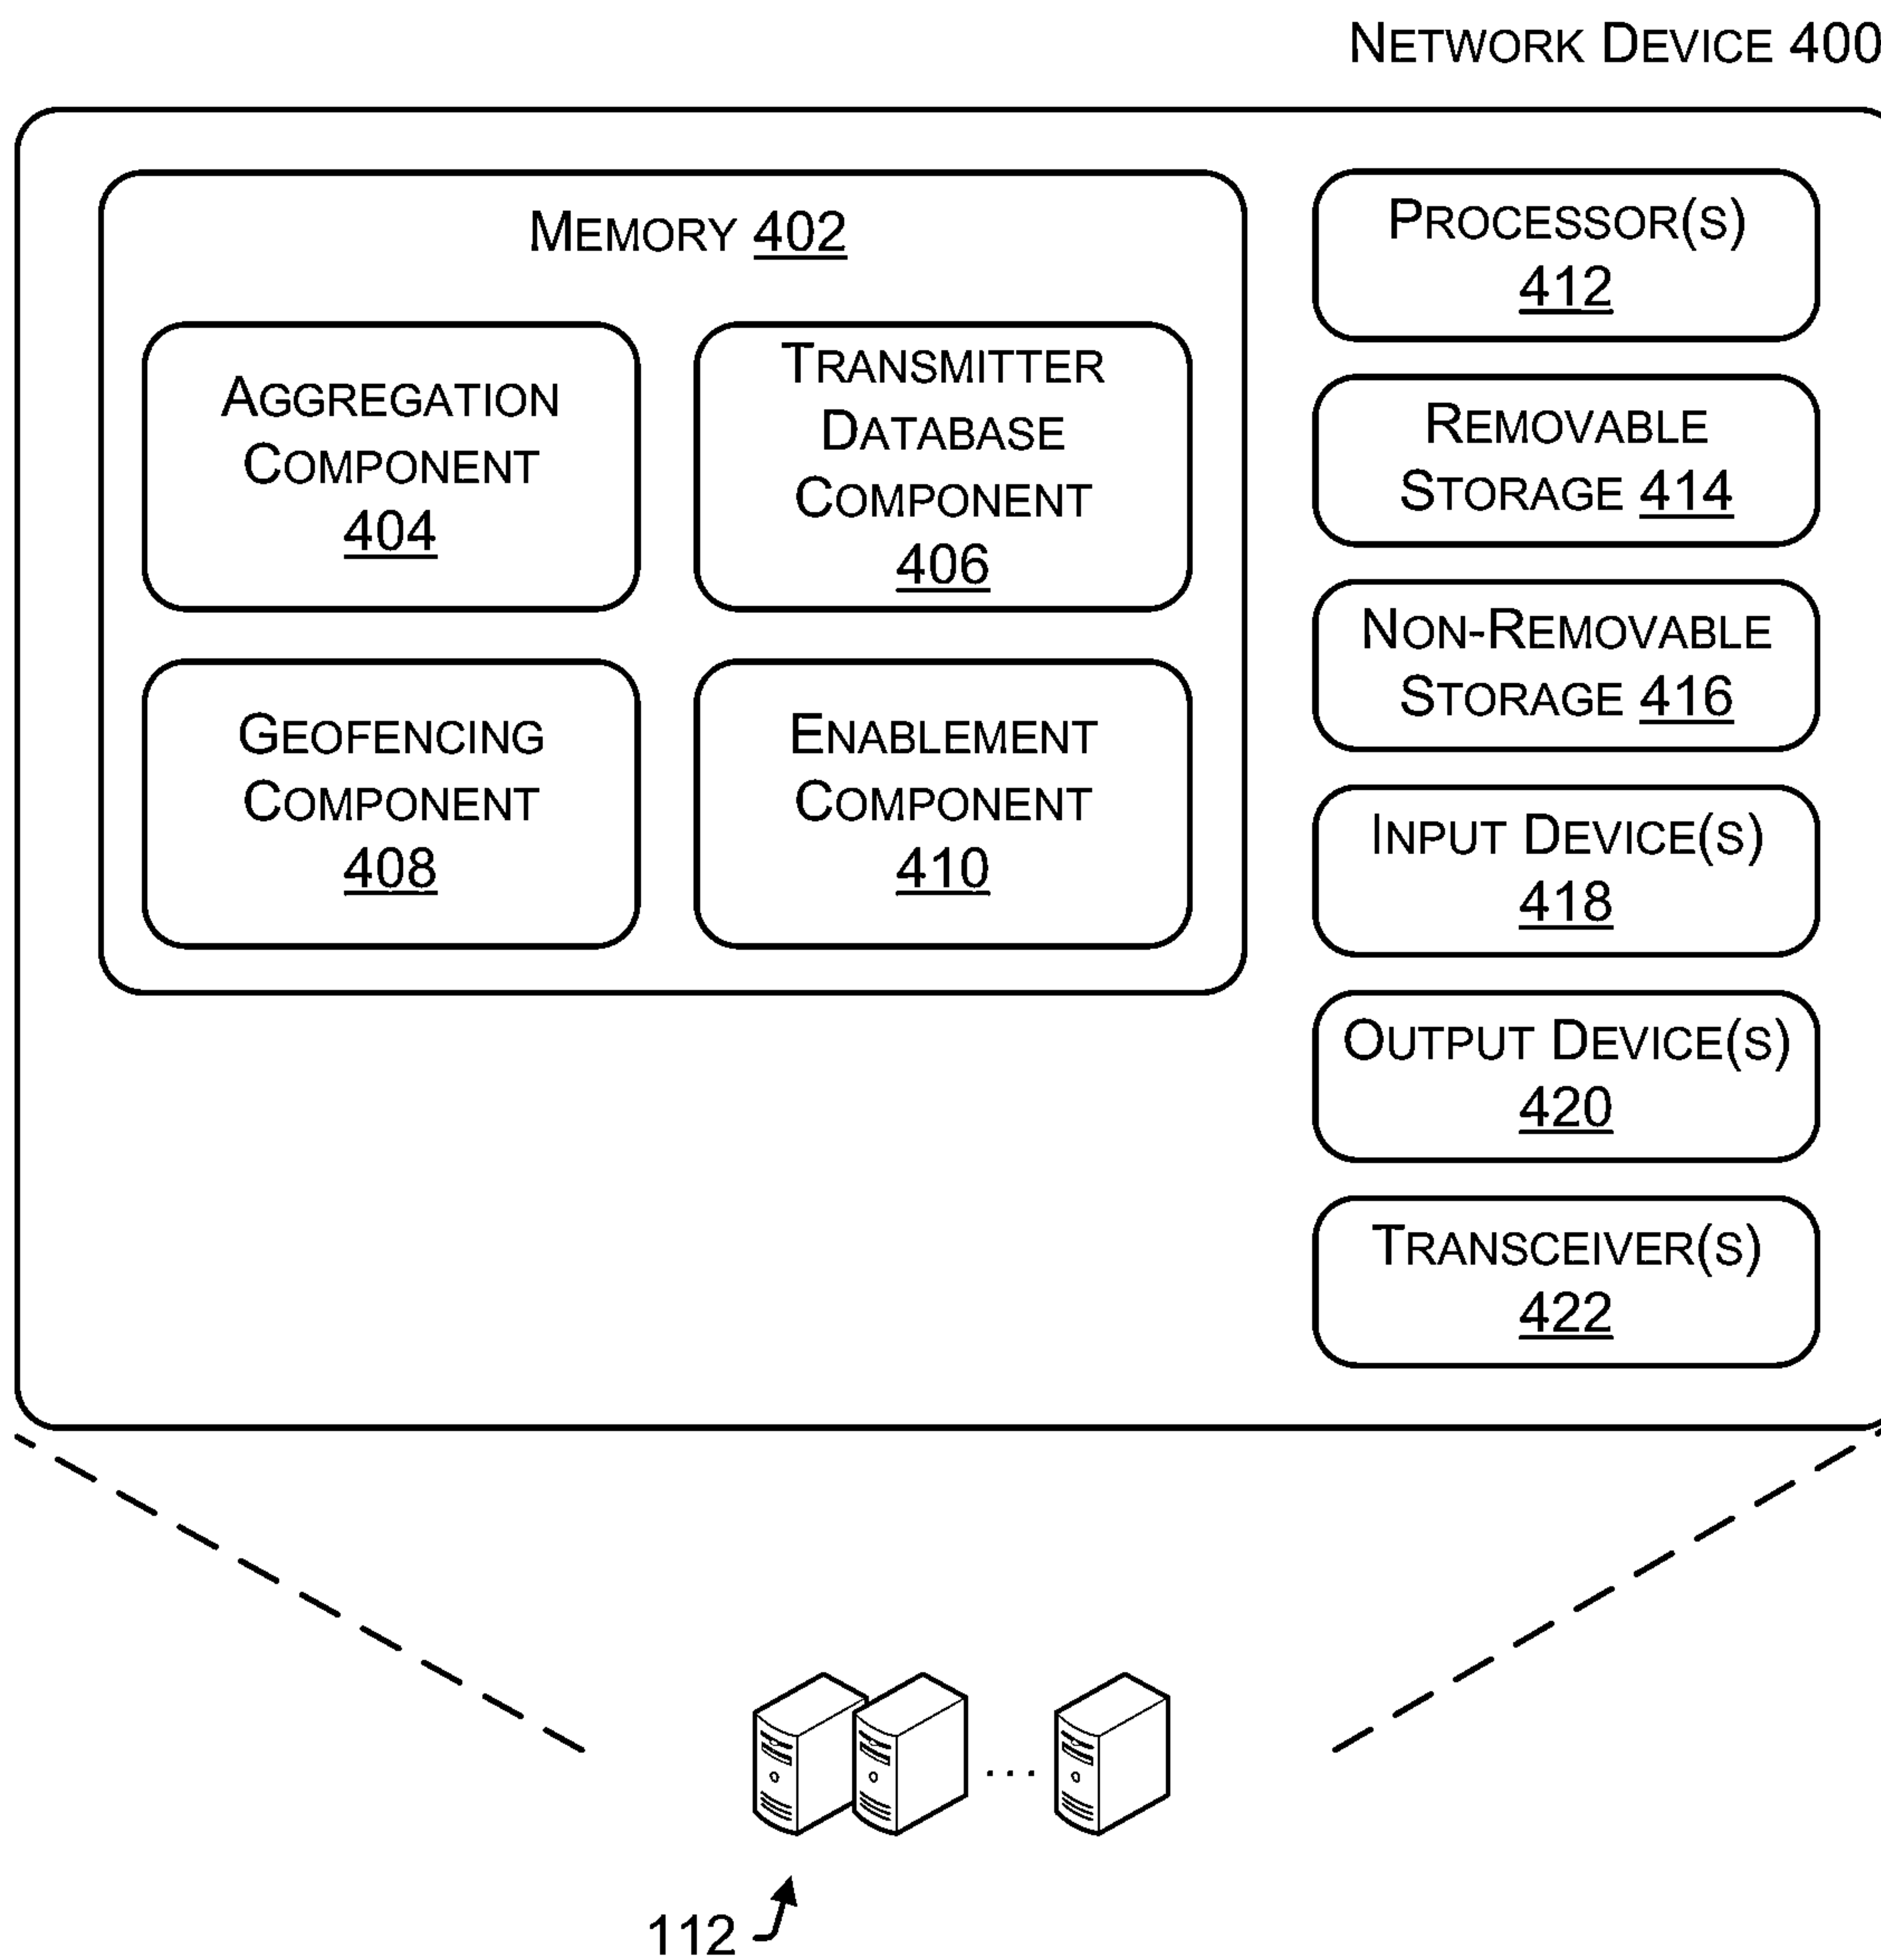 NETWORK DEVICE 400
MEMORY 402
AGGREGATION
COMPONENT
404
TRANSMITTER
DATABASE
COMPONENT
406
GEOFENCING
COMPONENT
408
ENABLEMENT
COMPONENT
410
PROCESSOR(S)
412
REMOVABLE
STORAGE 414
NON-REMOVABLE
STORAGE 416
INPUT DEVICE(S)
418
OUTPUT DEVICE(S)
420
TRANSCEIVER(S)
422
...
112